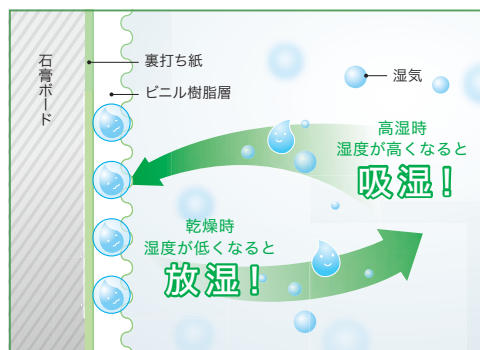 石膏ボード
裏打ち紙
ビニル樹脂層
湿気
高湿時
湿度が高くなると
吸湿!
乾燥時
湿度が低くなると
放湿!